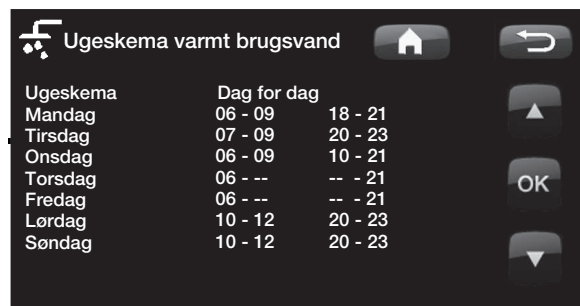 Ugeskema varmt brugsvand
Ugeskema Dag for dag
Mandag 06 - 09 18 - 21
Tirsdag 07 - 09 20 - 23
Onsdag 06 - 09 10 - 21
Torsdag 06 - -- -- - 21
Fredag 06 - -- -- - 21
Lørdag 10 - 12 20 - 23
Søndag 10 - 12 20 - 23
OK